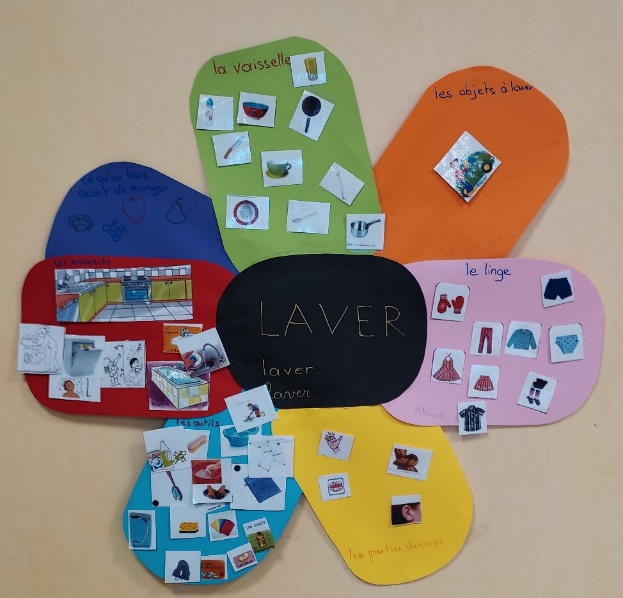 la vaisselle
les objets à laver
ce qu'on lave
avant de manger
les endroits
le linge
LAVER
laver
laver
les outils
les parties du corps